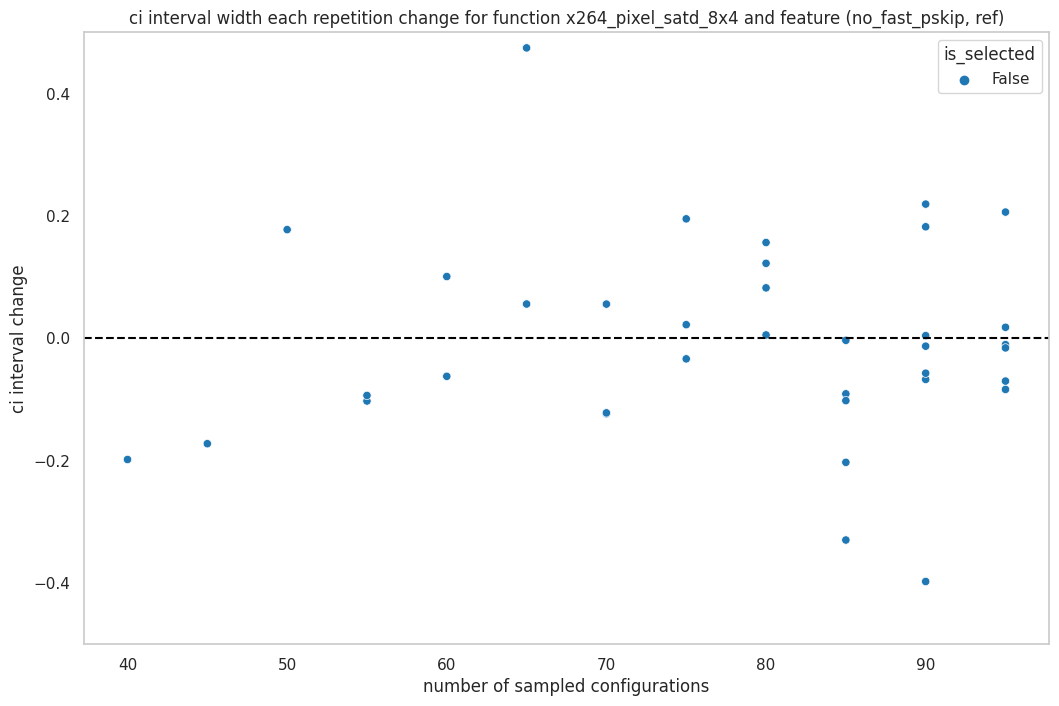 ci interval width each repetition change for function x264_pixel_satd_8x4 and feature (no_fast_pskip, ref)
is_selected
False
0.4
0.2
0.0
−0.2
−0.4
ci interval change
40 50 60 70 80 90
number of sampled configurations